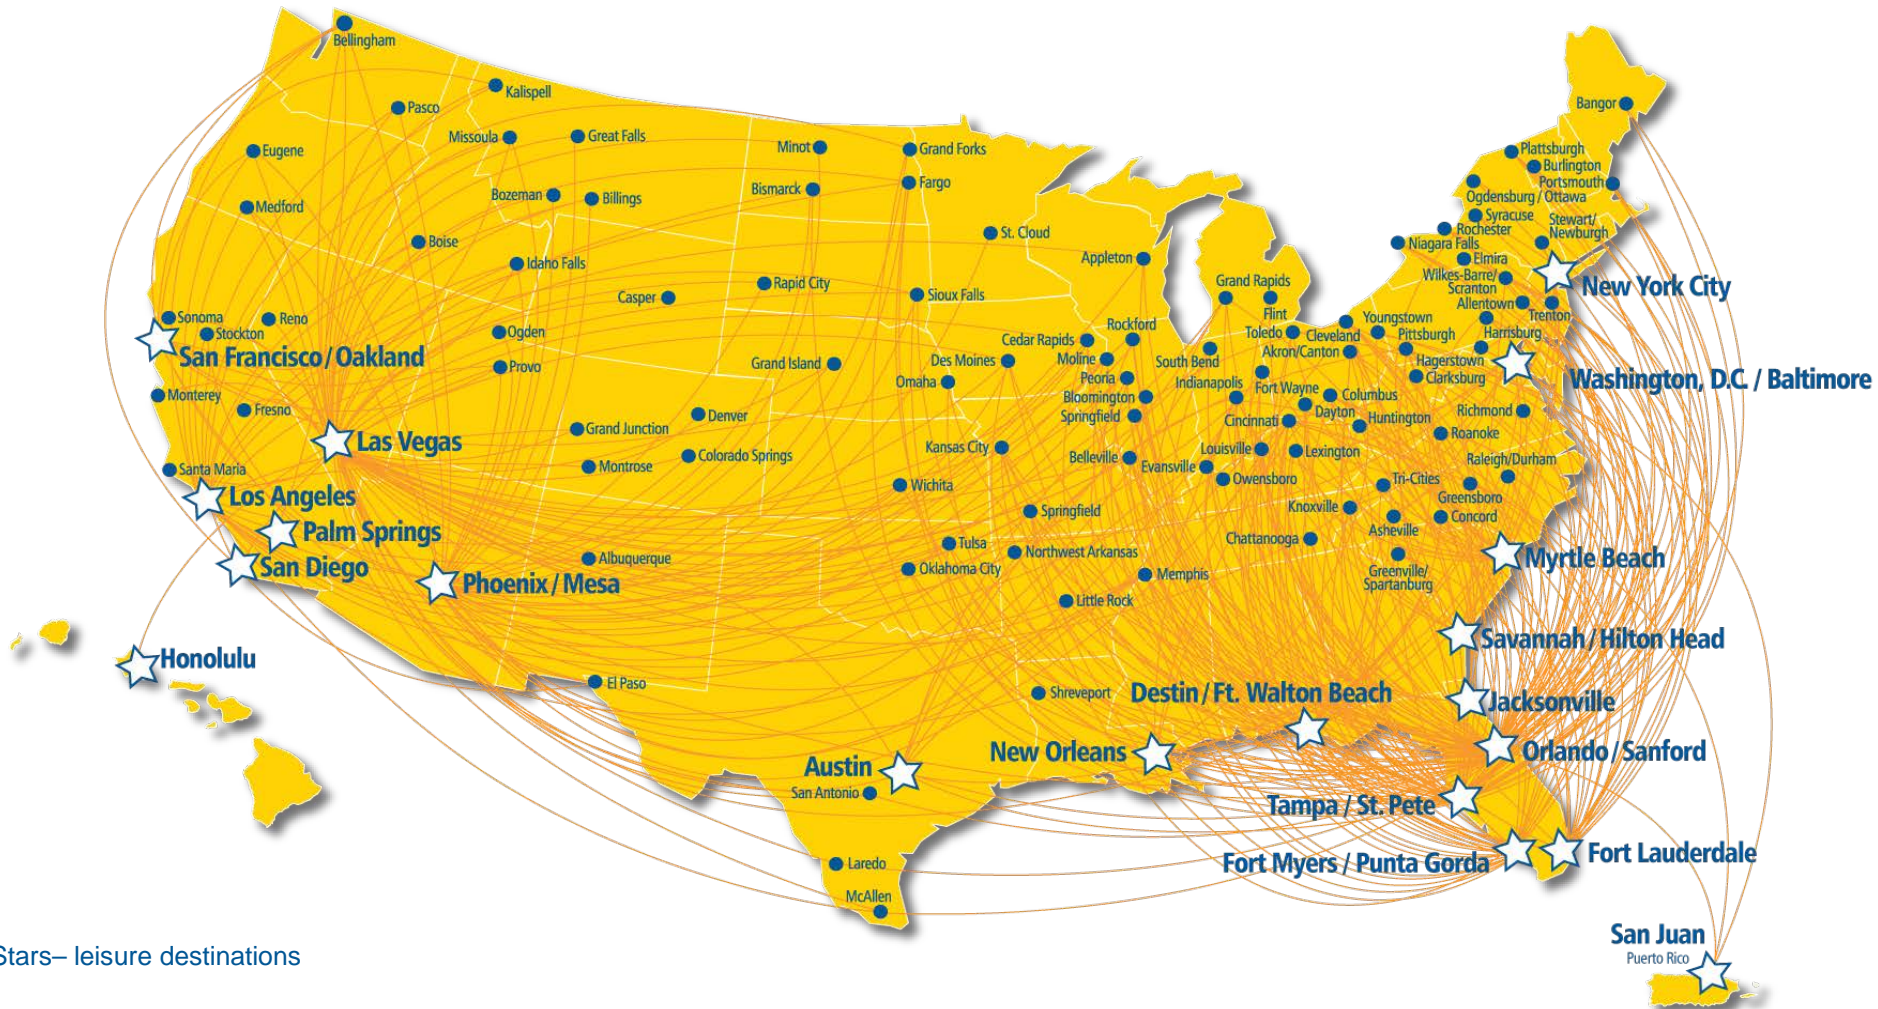 Bellingham
Kalispell
Pasco
Bangor
Missoula
Great Falls
Minot
Grand Forks
Eugene
Plattsburgh
Burlington
Fargo
Portsmouth
Bismarck
Bozeman
Billings
Ogdensburg / Ottawa
Medford
Syracuse
Stewart/
Newburgh
Rochester
St. Cloud
Boise
Niagara Falls
Appleton
Elmira
Idaho Falls
Wilkes-Barre/
Scranton
Grand Rapids
Rapid City
New York City
Casper
Sioux Falls
Allentown
Flint
Trenton
Sonoma
Reno
Youngstown
Rockford
Stockton
Ogden
Toledo
Cleveland
Pittsburgh
Harrisburg
Cedar Rapids
San Francisco / Oakland
Akron/Canton
Des Moines
Moline
South Bend
Hagerstown
Grand Island
Provo
Peoria
Clarksburg
Washington, D.C. / Baltimore
Omaha
Indianapolis
Fort Wayne
Monterey
Bloomington
Columbus
Fresno
Dayton
Richmond
Denver
Springfield
Cincinnati
Huntington
Grand Junction
Roanoke
Las Vegas
Kansas City
Louisville
Lexington
Colorado Springs
Belleville
Raleigh/Durham
Montrose
Evansville
Santa Maria
Owensboro
Tri-Cities
Wichita
Los Angeles
Greensboro
Knoxville
Springfield
Concord
Palm Springs
Asheville
Chattanooga
Tulsa
Northwest Arkansas
Albuquerque
Myrtle Beach
San Diego
Oklahoma City
Greenville/
Spartanburg
Memphis
Phoenix / Mesa
Little Rock
Savannah / Hilton Head
Honolulu
El Paso
Shreveport
Destin / Ft. Walton Beach
Jacksonville
New Orleans
Orlando / Sanford
Austin
San Antonio
Tampa / St. Pete
Fort Lauderdale
Laredo
Fort Myers / Punta Gorda
McAllen
San Juan
Puerto Rico
Stars– leisure destinations